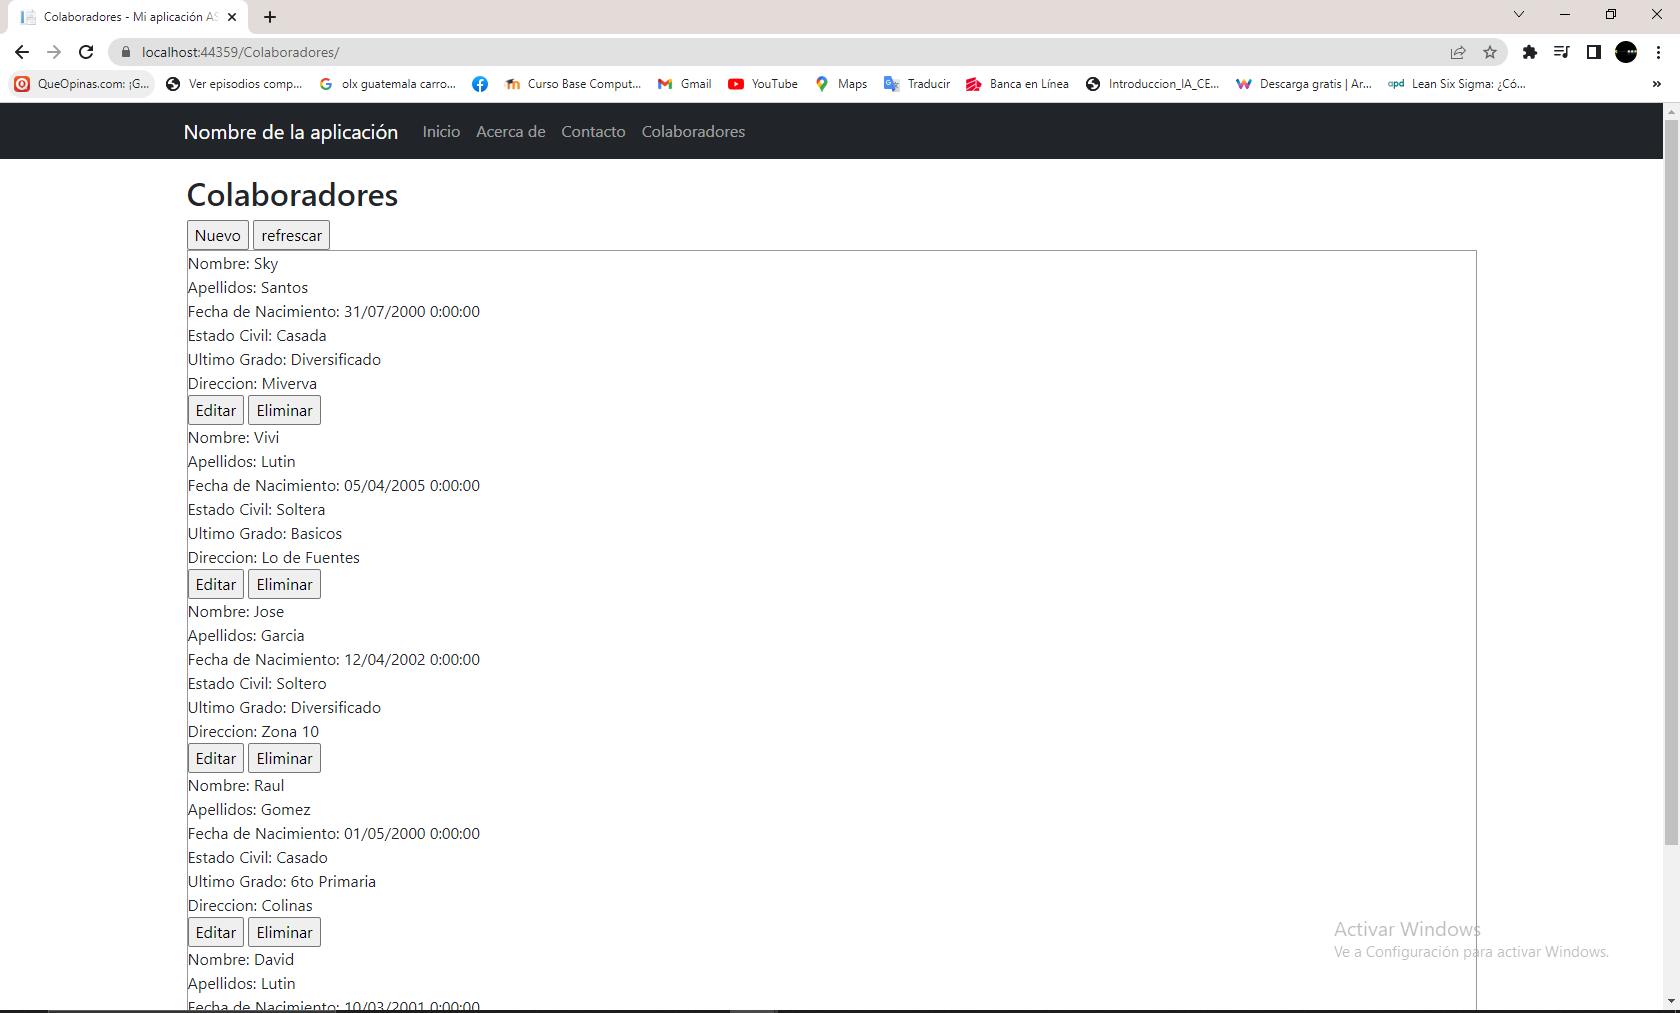 Colaboradores - Mi aplicación AS
localhost:44359/Colaboradores/
QueOpinas.com: ¡G... Ver episodios comp... olx guatemala carro... Curso Base Comput... Gmail YouTube Maps Traducir Banca en Línea Introduccion_IA_CE... Descarga gratis | Ar... apd Lean Six Sigma: ¿Có... »
Nombre de la aplicación Inicio Acerca de Contacto Colaboradores
Colaboradores
Nuevo refrescar
Nombre: Sky
Apellidos: Santos
Fecha de Nacimiento: 31/07/2000 0:00:00
Estado Civil: Casada
Ultimo Grado: Diversificado
Direccion: Miverva
Editar Eliminar
Nombre: Vivi
Apellidos: Lutin
Fecha de Nacimiento: 05/04/2005 0:00:00
Estado Civil: Soltera
Ultimo Grado: Basicos
Direccion: Lo de Fuentes
Editar Eliminar
Nombre: Jose
Apellidos: Garcia
Fecha de Nacimiento: 12/04/2002 0:00:00
Estado Civil: Soltero
Ultimo Grado: Diversificado
Direccion: Zona 10
Editar Eliminar
Nombre: Raul
Apellidos: Gomez
Fecha de Nacimiento: 01/05/2000 0:00:00
Estado Civil: Casado
Ultimo Grado: 6to Primaria
Direccion: Colinas
Editar Eliminar
Nombre: David
Apellidos: Lutin
Fecha de Nacimiento: 10/03/2001 0:00:00
Activar Windows
Ve a Configuración para activar Windows.